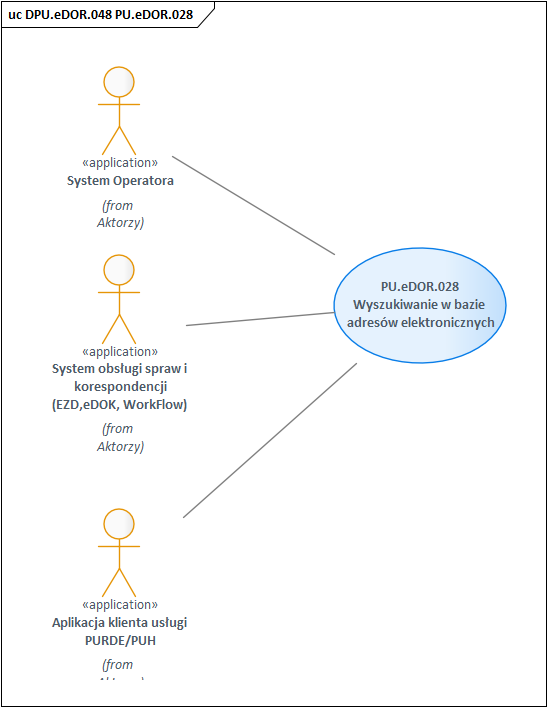 uc DPU.eDOR.048 PU.eDOR.028
«application»
System Operatora
(from
Aktorzy)
«application»
System obsługi spraw i
korespondencji
(EZD,eDOK, WorkFlow)
(from
Aktorzy)
PU.eDOR.028
Wyszukiwanie w bazie
adresów elektronicznych
«application»
Aplikacja klienta usługi
PURDE/PUH
(from